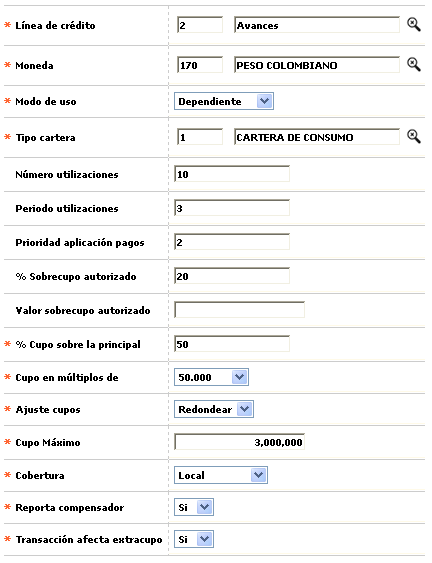 * Línea de crédito 2 Avances
* Moneda 170 PESO COLOMBIANO
* Modo de uso Dependiente
* Tipo cartera 1 CARTERA DE CONSUMO
Número utilizaciones 10
Periodo utilizaciones 3
Prioridad aplicación pagos 2
% Sobrecupo autorizado 20
Valor sobrecupo autorizado
* % Cupo sobre la principal 50
* Cupo en múltiplos de 50.000
* Ajuste cupos Redondear
* Cupo Máximo 3,000,000
* Cobertura Local
* Reporta compensador Si
* Transacción afecta extracupo Si